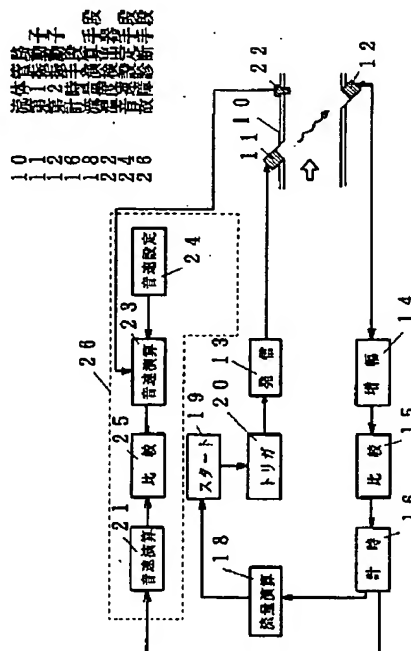 10 流体管路
11 第1振動子
12 第2振動子
16 計時手段
18 流量演算手段
22 温度検出器
24 音速設定手段
26 故障診断手段
22
10
11
12
26
24
音速設定
23
音速演算
25
比較
21
音速演算
19
スタート
20
トリガ
13
発信
18
流量演算
14
増幅
15
比較
16
計時